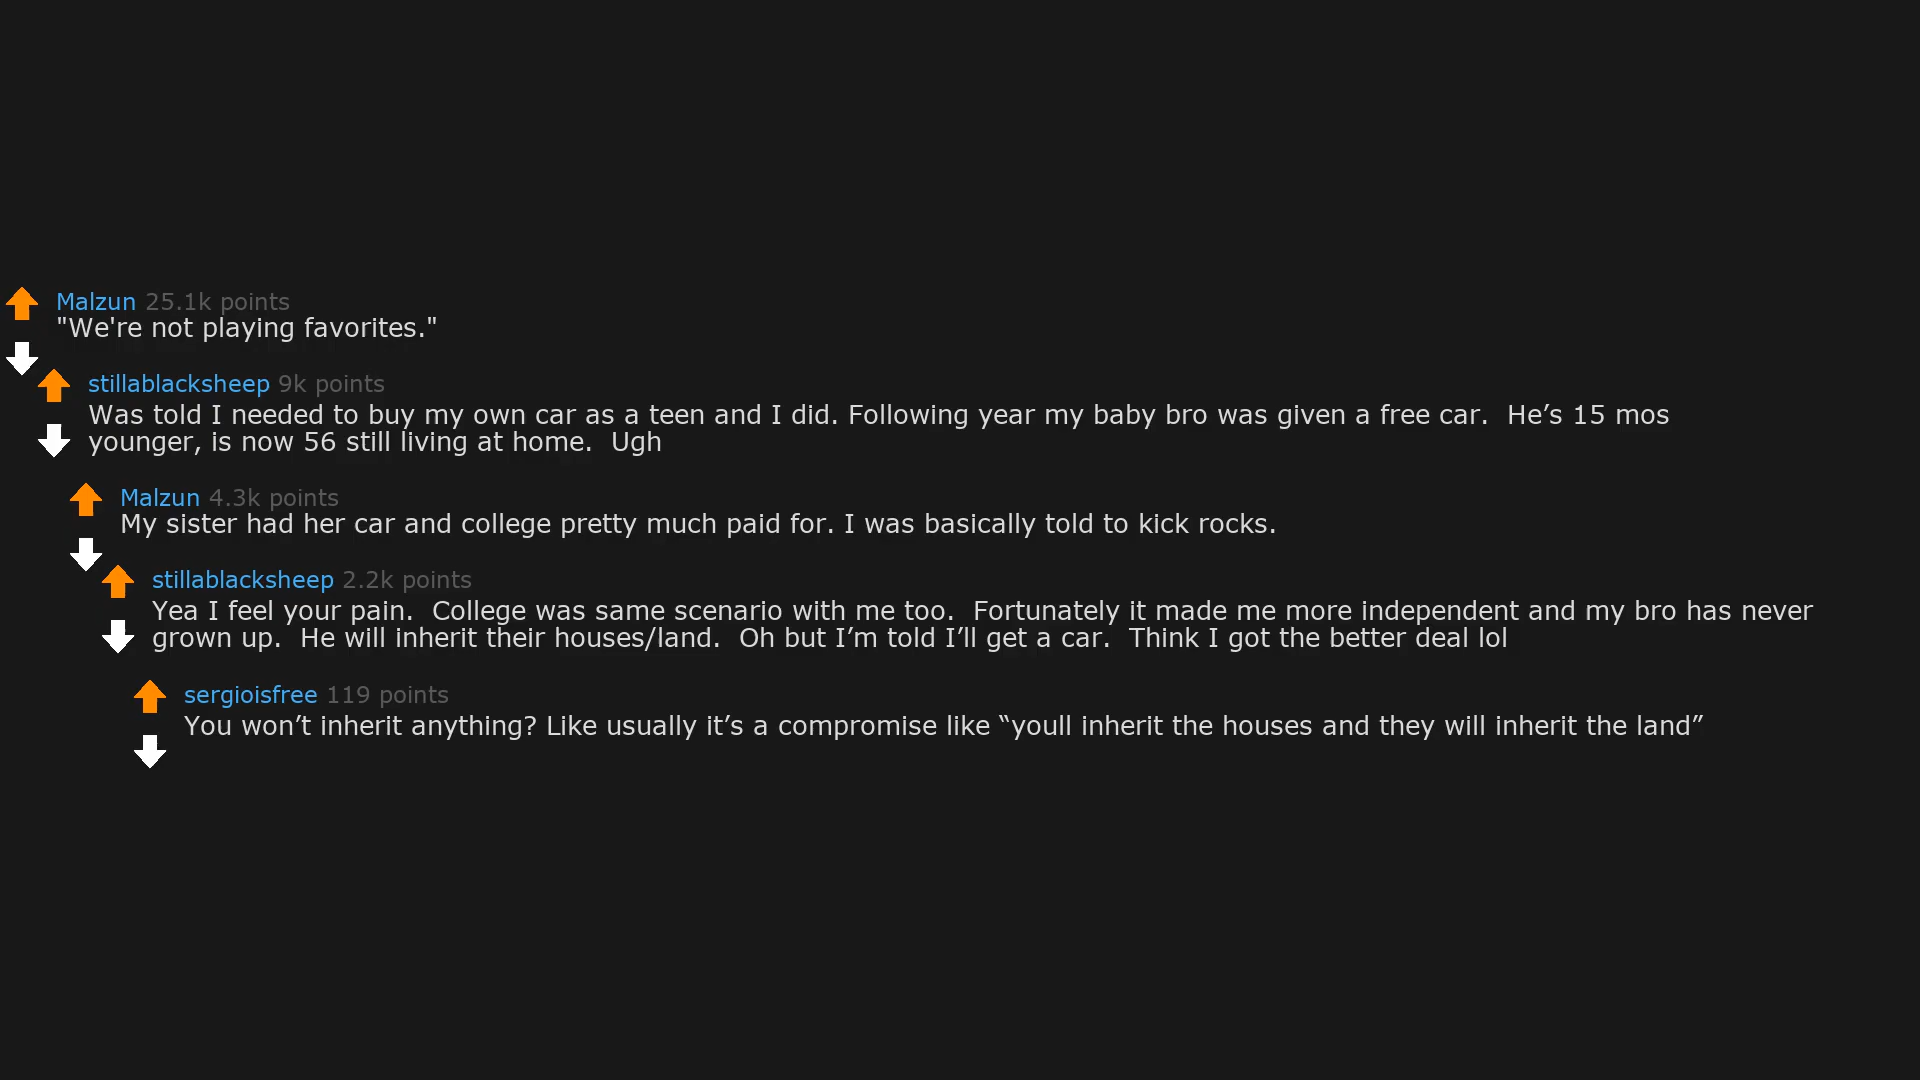 Malzun 25.1k points
"We're not playing favorites."
stillablacksheep 9k points
Was told I needed to buy my own car as a teen and I did. Following year my baby bro was given a free car.  He’s 15 mos
younger, is now 56 still living at home.  Ugh
Malzun 4.3k points
My sister had her car and college pretty much paid for. I was basically told to kick rocks.
stillablacksheep 2.2k points
Yea I feel your pain.  College was same scenario with me too.  Fortunately it made me more independent and my bro has never
grown up.  He will inherit their houses/land.  Oh but I’m told I’ll get a car.  Think I got the better deal lol
sergioisfree 119 points
You won’t inherit anything? Like usually it’s a compromise like “youll inherit the houses and they will inherit the land”